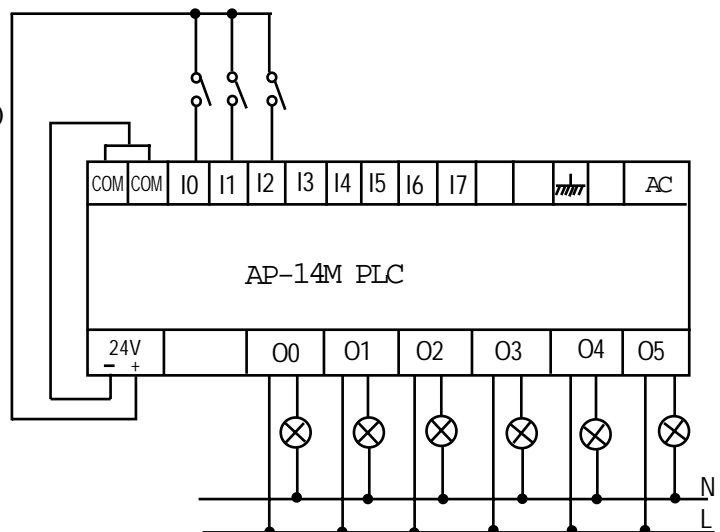 )
COM COM I0 I1 I2 I3 I4 I5 I6 I7 AC
AP-14M PLC
24V O0 O1 O2 O3 O4 O5
- +
N
L